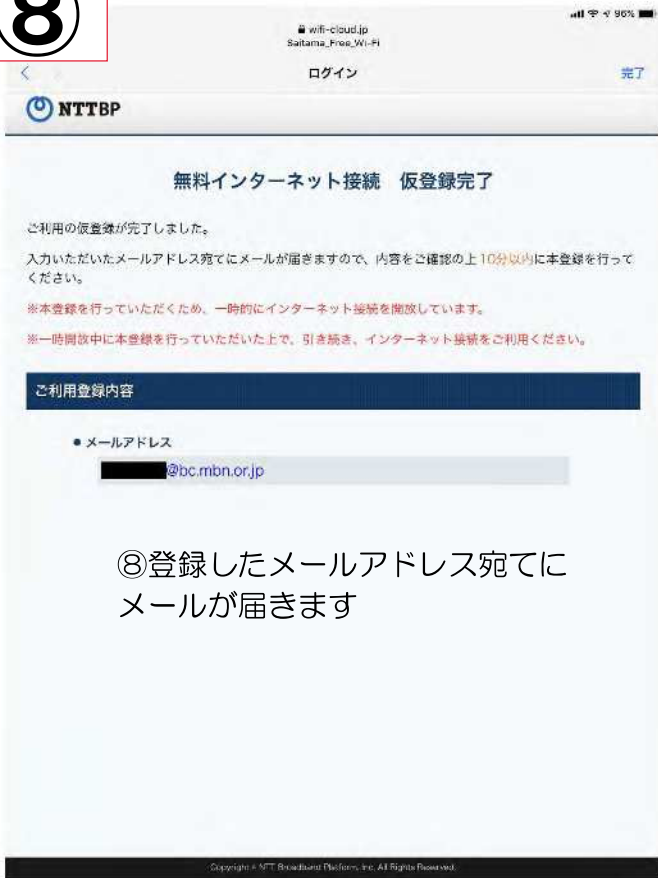 ⑧
wifi-cloud.jp
96%
Saitama_Free_Wi-Fi
ログイン
完了
NTTBP
無料インターネット接続 仮登録完了
ご利用の仮登録が完了しました。
入力いただいたメールアドレス宛てにメールが届きますので、内容をご確認の上10分以内に本登録を行って
ください。
※本登録を行っていただくため、一時的にインターネット接続を開放しています。
※一時開放中に本登録を行っていただいた上で、引き続き、インターネット接続をご利用ください。
ご利用登録内容
● メールアドレス
@bc.mbn.or.jp
⑧登録したメールアドレス宛てに
メールが届きます
Copyright © NTT Broadband Platform, Inc. All Rights Reserved.